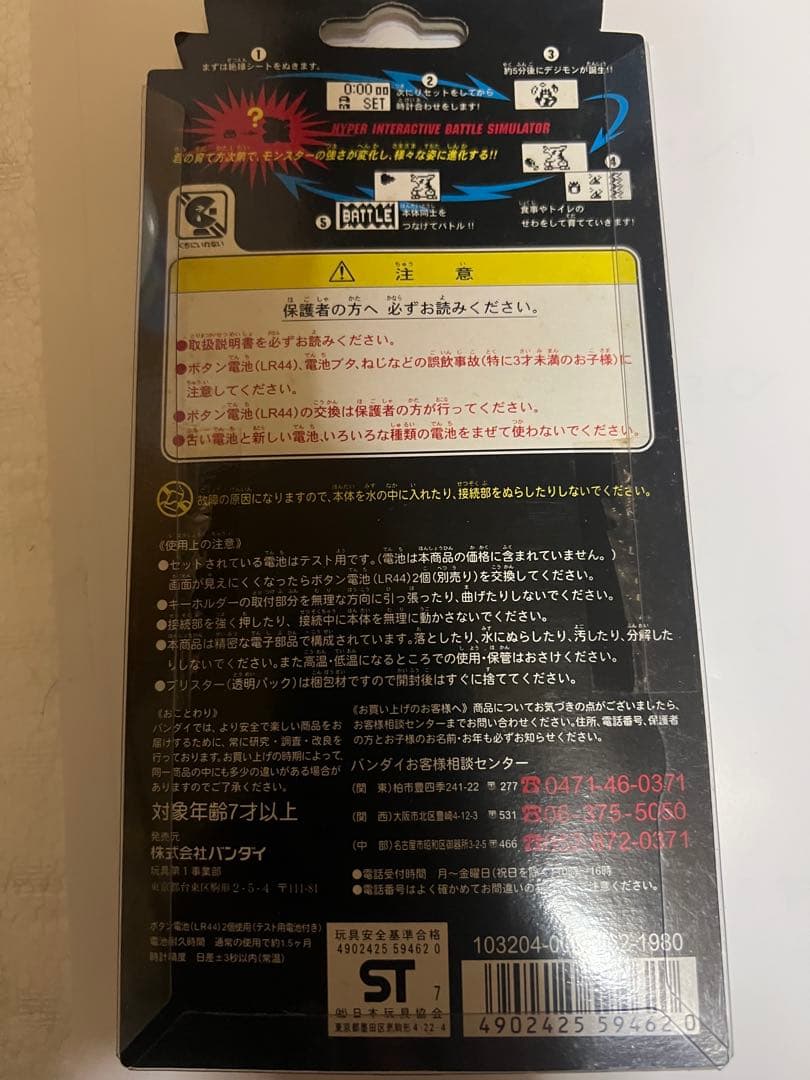 ①
まずは絶縁シートをぬきます。
0:00 00
AM SET
②
次にリセットをしてから
時計合わせをします!
③
約5分後にデジモンが誕生!!
?
HYPER INTERACTIVE BATTLE SIMULATOR
君の育て方次第で、モンスターの強さが変化し、様々な姿に進化する!!
④
食事やトイレの
せわをして育てていきます!
⑤
BATTLE
本体同士を
つなげてバトル!!
くちにいれない
注意
保護者の方へ 必ずお読みください。
●取扱説明書を必ずお読みください。
●ボタン電池(LR44)、電池ブタ、ねじなどの誤飲事故(特に3才未満のお子様)に
注意してください。
●ボタン電池(LR44)の交換は保護者の方が行ってください。
●古い電池と新しい電池、いろいろな種類の電池をまぜて使わないでください。
故障の原因になりますので、本体を水の中に入れたり、接続部をぬらしたりしないでください。
《使用上の注意》
●セットされている電池はテスト用です。(電池は本商品の価格に含まれていません。)
画面が見えにくくなったらボタン電池(LR44)2個(別売り)を交換してください。
●キーホルダーの取付部分を無理な方向に引っ張ったり、曲げたりしないでください。
●接続部を強く押したり、接続中に本体を無理に動かさないでください。
●本商品は精密な電子部品で構成されています。落としたり、水にぬらしたり、汚したり、分解した
りしないでください。また高温・低温になるところでの使用・保管はおさけください。
●ブリスター(透明パック)は梱包材ですので開封後はすぐに捨ててください。
《おことわり》
バンダイでは、より安全で楽しい商品をお
届けするために、常に研究・調査・改良を
行っております。お買い上げの時期によって、
同一商品の中にも多少の違いがある場合が
ありますのでご了承ください。
対象年齢7才以上
発売元
株式会社バンダイ
玩具第1事業部
東京都台東区駒形2-5-4 〒111-81
《お買い上げのお客様へ》商品についてお気づきの点がございましたら、
お客様相談センターまでお問い合わせください。住所、電話番号、保護者
の方とお子様のお名前・お年も必ずお知らせください。
バンダイお客様相談センター
(関 東)柏市豊四季241-22 〒277 ☎0471-46-0371
(関 西)大阪市北区豊崎4-12-3 〒531 ☎06-375-5050
(中 部)名古屋市昭和区御器所3-2-5 〒466 ☎052-872-0371
●電話受付時間 月〜金曜日(祝日を除く)10時〜16時
●電話番号はよく確かめてお間違いの 注意ください。
ボタン電池(LR44)2個使用(テスト用電池付き)
電池耐久時間 通常の使用で約1.5ヶ月
時計精度 日差±3秒以内(常温)
玩具安全基準合格
4902425 59462 0
ST 7
(社)日本玩具協会
東京都墨田区東駒形4-22-4
103204-00 -1980
4902425 594620